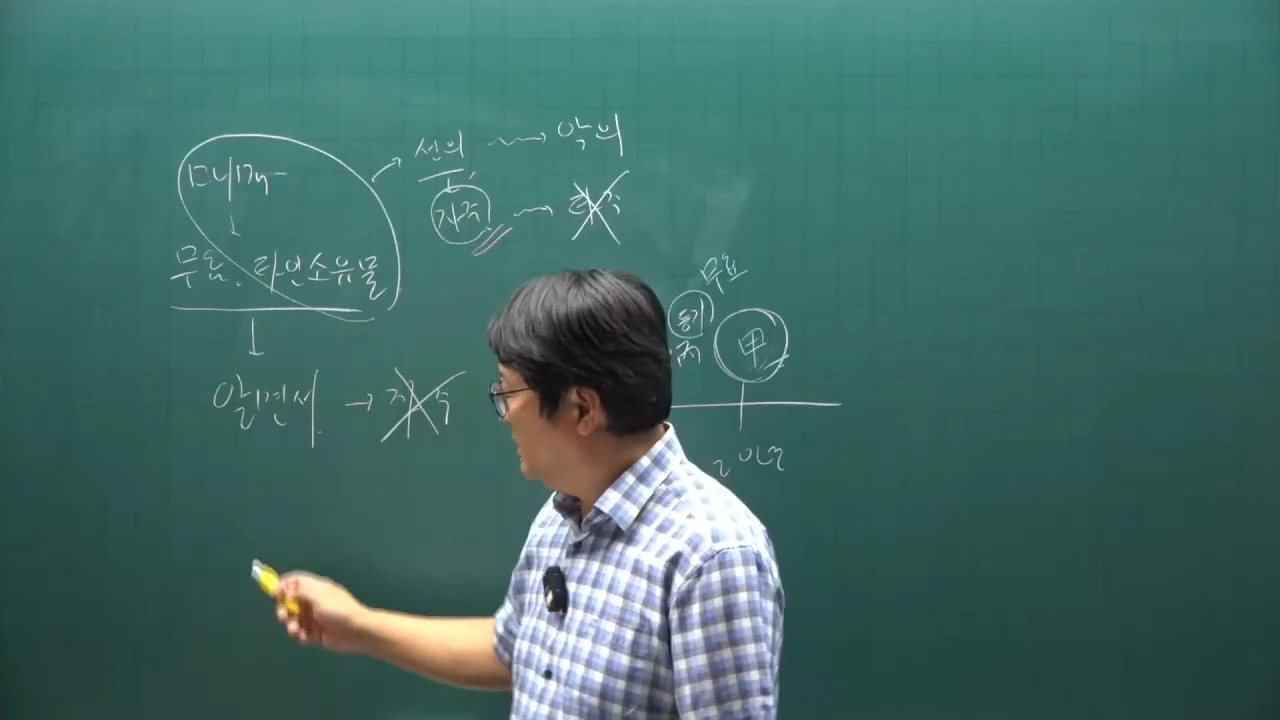 선의 → 악의
매매
↓
자주 → 자주
무효, 타인소유물
↓
알면서 → 자주
무효
등기
丙
甲
20년